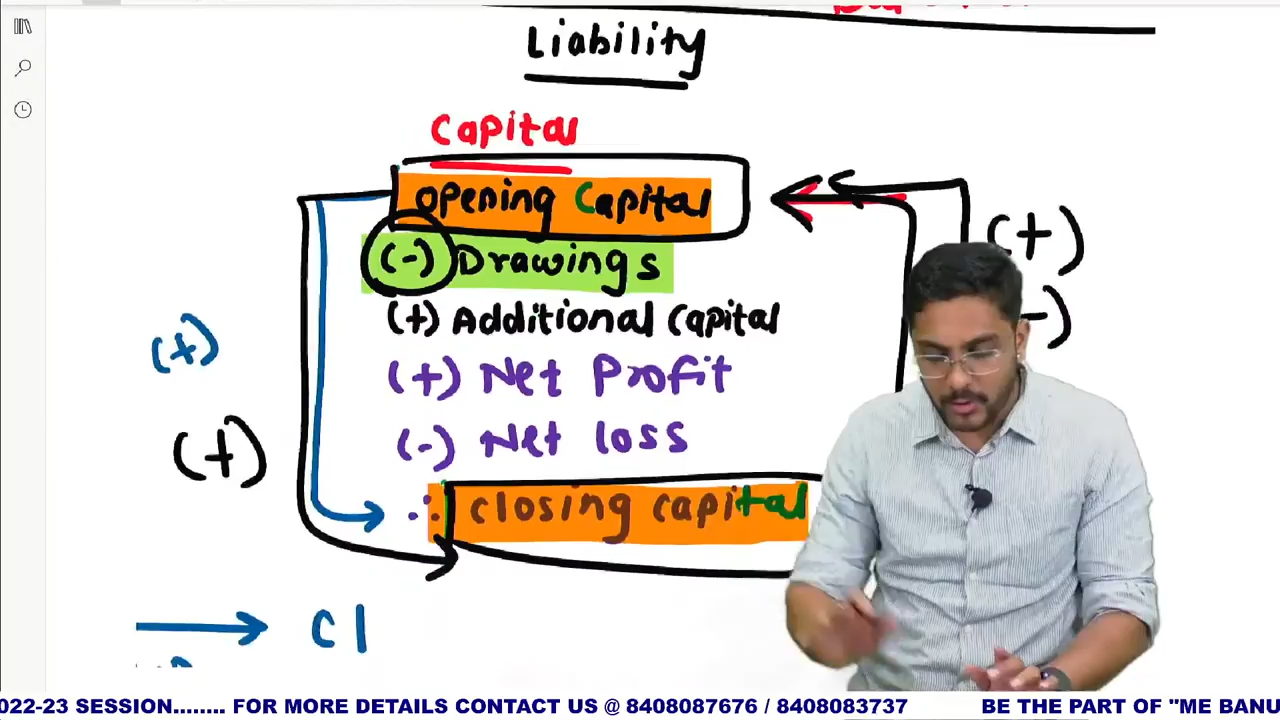 Liability
Capital
opening Capital
(-) Drawings
(+) Additional Capital
(+) Net Profit
(-) Net loss
∴ closing capital
(+)
(+)
(+)
-)
cl
022-23 SESSION........ FOR MORE DETAILS CONTACT US @ 8408087676 / 8408083737 BE THE PART OF "ME BANU